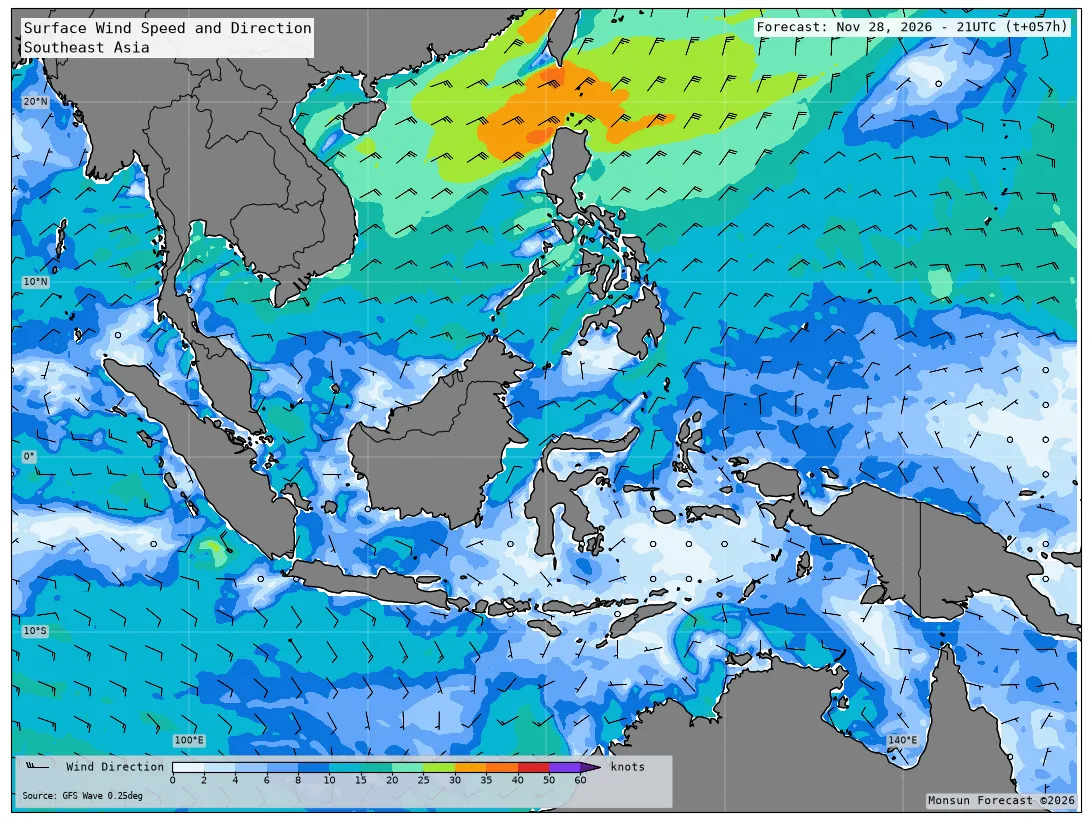 Surface Wind Speed and Direction
Southeast Asia
Forecast: Nov 28, 2026 - 21UTC (t+057h)
20°N
10°N
0°
10°S
100°E
140°E
Wind Direction
0 2 4 6 8 10 15 20 25 30 35 40 50 60
knots
Source: GFS Wave 0.25deg
Monsun Forecast ©2026